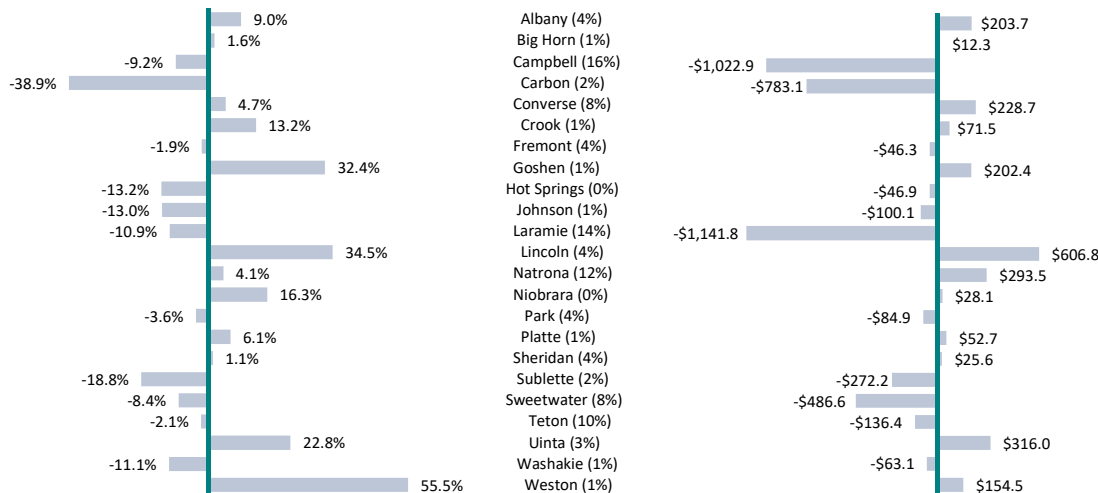 9.0% Albany (4%) $203.7
1.6% Big Horn (1%) $12.3
-9.2% Campbell (16%) -$1,022.9
-38.9% Carbon (2%) -$783.1
4.7% Converse (8%) $228.7
13.2% Crook (1%) $71.5
-1.9% Fremont (4%) -$46.3
32.4% Goshen (1%) $202.4
-13.2% Hot Springs (0%) -$46.9
-13.0% Johnson (1%) -$100.1
-10.9% Laramie (14%) -$1,141.8
34.5% Lincoln (4%) $606.8
4.1% Natrona (12%) $293.5
16.3% Niobrara (0%) $28.1
-3.6% Park (4%) -$84.9
6.1% Platte (1%) $52.7
1.1% Sheridan (4%) $25.6
-18.8% Sublette (2%) -$272.2
-8.4% Sweetwater (8%) -$486.6
-2.1% Teton (10%) -$136.4
22.8% Uinta (3%) $316.0
-11.1% Washakie (1%) -$63.1
55.5% Weston (1%) $154.5